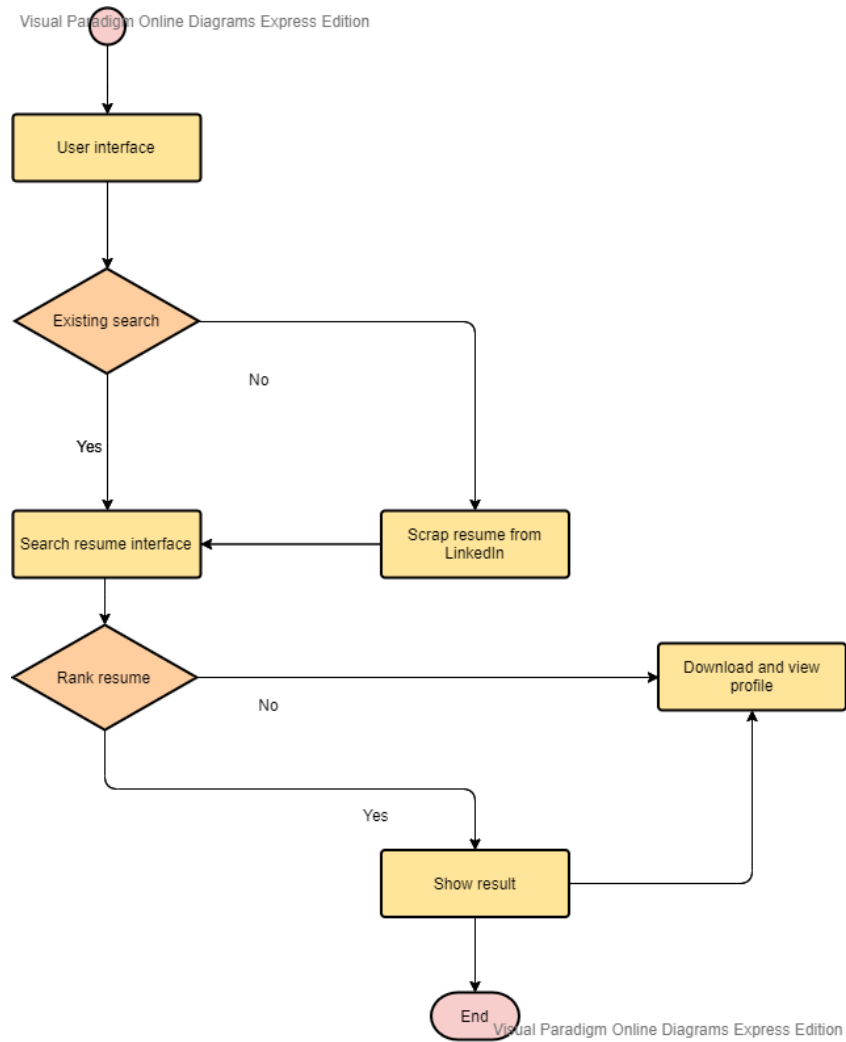 Visual Paradigm Online Diagrams Express Edition
User interface
Existing search
No
Yes
Search resume interface
Scrap resume from
LinkedIn
Rank resume
No
Download and view
profile
Yes
Show result
End
Visual Paradigm Online Diagrams Express Edition